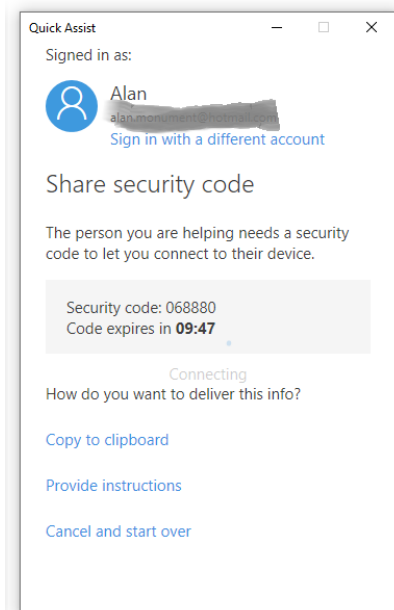 Quick Assist
Signed in as:
Alan
Sign in with a different account
Share security code
The person you are helping needs a security
code to let you connect to their device.
Security code: 068880
Code expires in 09:47
Connecting
How do you want to deliver this info?
Copy to clipboard
Provide instructions
Cancel and start over